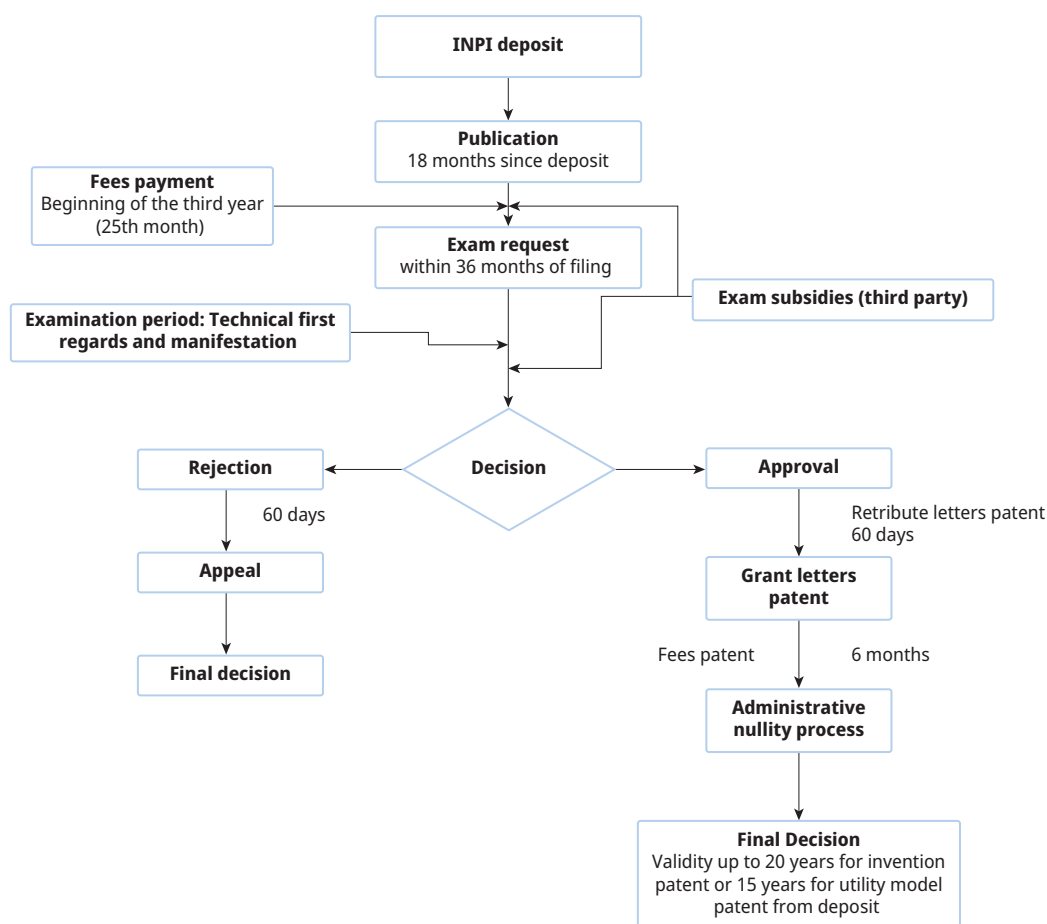 INPI deposit
Publication
18 months since deposit
Fees payment
Beginning of the third year
(25th month)
Exam request
within 36 months of filing
Exam subsidies (third party)
Examination period: Technical first
regards and manifestation
Decision
Rejection
60 days
Appeal
Final decision
Approval
Retribute letters patent
60 days
Grant letters
patent
Fees patent
6 months
Administrative
nullity process
Final Decision
Validity up to 20 years for invention
patent or 15 years for utility model
patent from deposit